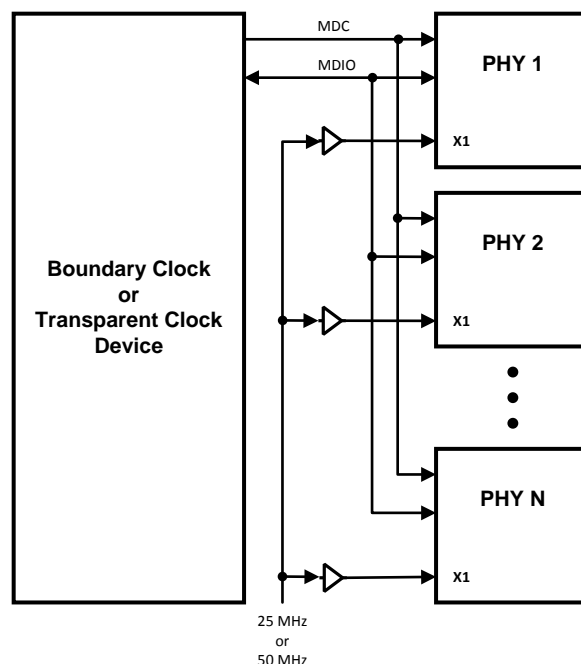 MDC
MDIO
PHY 1
X1
PHY 2
X1
Boundary Clock
or
Transparent Clock
Device
PHY N
X1
25 MHz
or
50 MHz